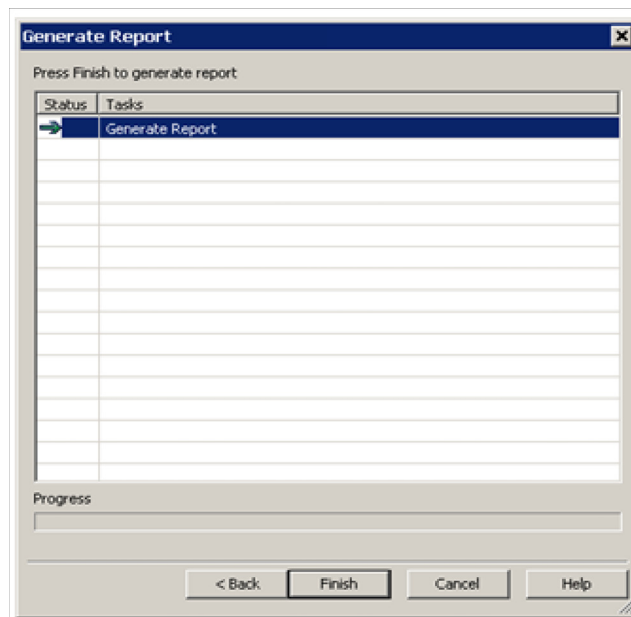 Generate Report
Press Finish to generate report
Status Tasks
Generate Report
Progress
< Back Finish Cancel Help